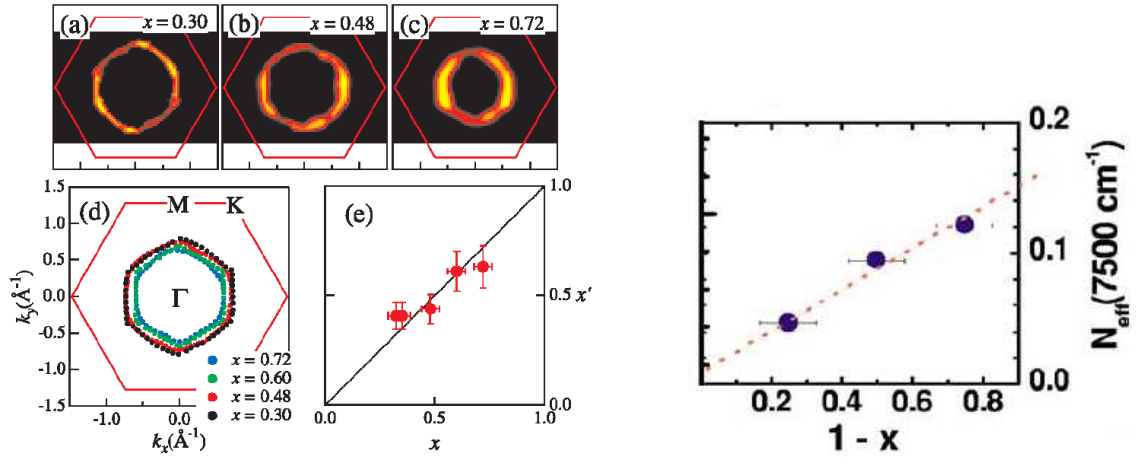 (a) x = 0.30
(b) x = 0.48
(c) x = 0.72
(d)
M K
Γ
1.5
1.0
0.5
0.0
-0.5
-1.0
-1.5
k_y(Å⁻¹)
x = 0.72
x = 0.60
x = 0.48
x = 0.30
-1.0 0.0 1.0
k_x(Å⁻¹)
(e)
1.0
0.5
0.0
x'
0.0 0.5 1.0
x
0.2
0.1
0.0
N_eff(7500 cm⁻¹)
0.2 0.4 0.6 0.8
1 - x